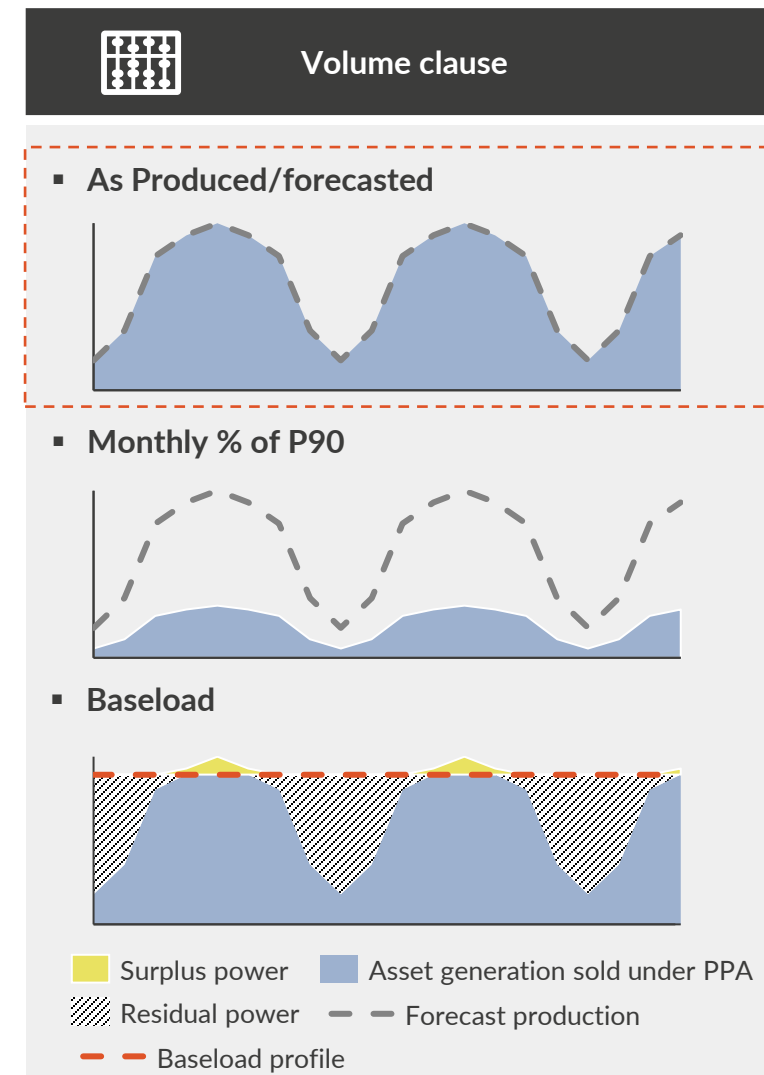 Volume clause
▪ As Produced/forecasted
▪ Monthly % of P90
▪ Baseload
Surplus power
Asset generation sold under PPA
Residual power
Forecast production
Baseload profile